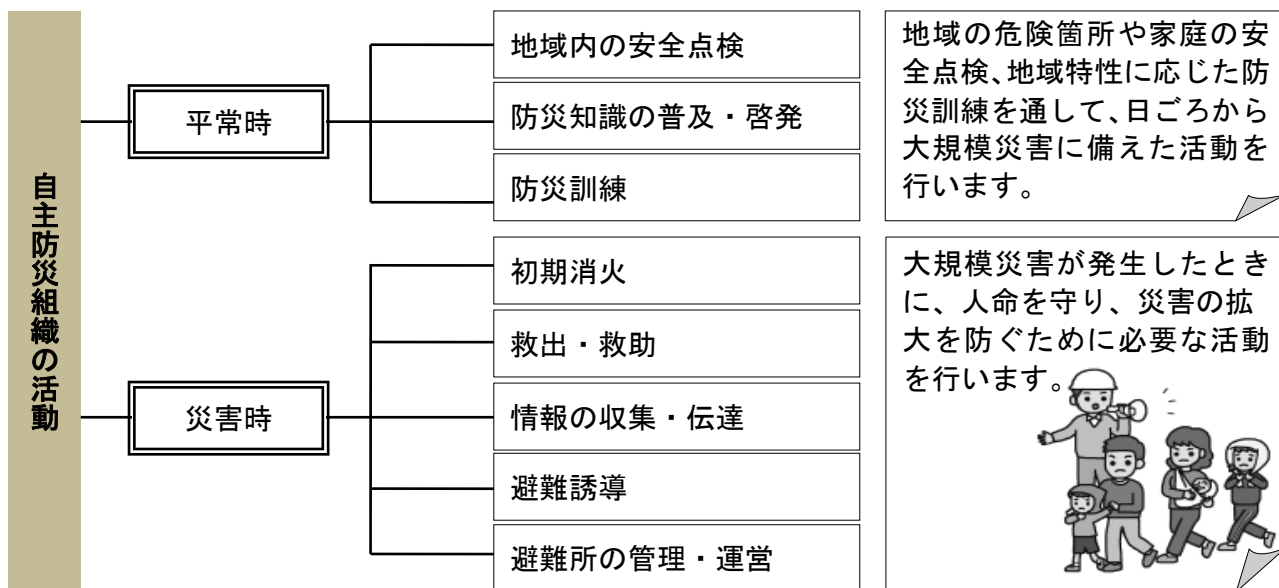 自主防災組織の活動
平常時
地域内の安全点検
防災知識の普及・啓発
防災訓練
地域の危険箇所や家庭の安
全点検、地域特性に応じた防
災訓練を通して、日ごろから
大規模災害に備えた活動を
行います。
災害時
初期消火
救出・救助
情報の収集・伝達
避難誘導
避難所の管理・運営
大規模災害が発生したとき
に、人命を守り、災害の拡
大を防ぐために必要な活動
を行います。